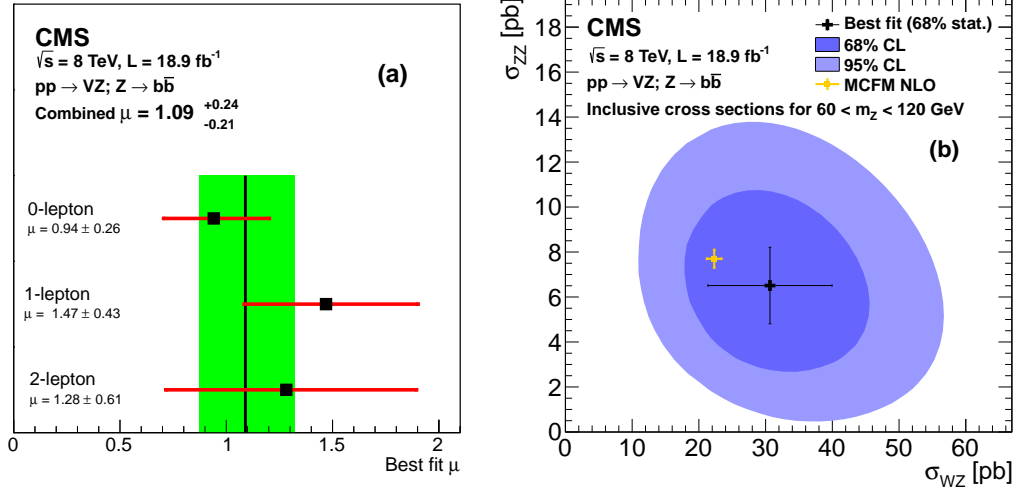 CMS
√s = 8 TeV, L = 18.9 fb⁻¹
pp → VZ; Z → bb̅
Combined μ = 1.09 +0.24 -0.21
(a)
0-lepton
μ = 0.94 ± 0.26
1-lepton
μ = 1.47 ± 0.43
2-lepton
μ = 1.28 ± 0.61
0 0.5 1 1.5 2
Best fit μ
σZZ [pb]
18
16
14
12
10
8
6
4
2
0
CMS
√s = 8 TeV, L = 18.9 fb⁻¹
pp → VZ; Z → bb̅
Inclusive cross sections for 60 < mZ < 120 GeV
Best fit (68% stat.)
68% CL
95% CL
MCFM NLO
(b)
0 10 20 30 40 50 60
σWZ [pb]